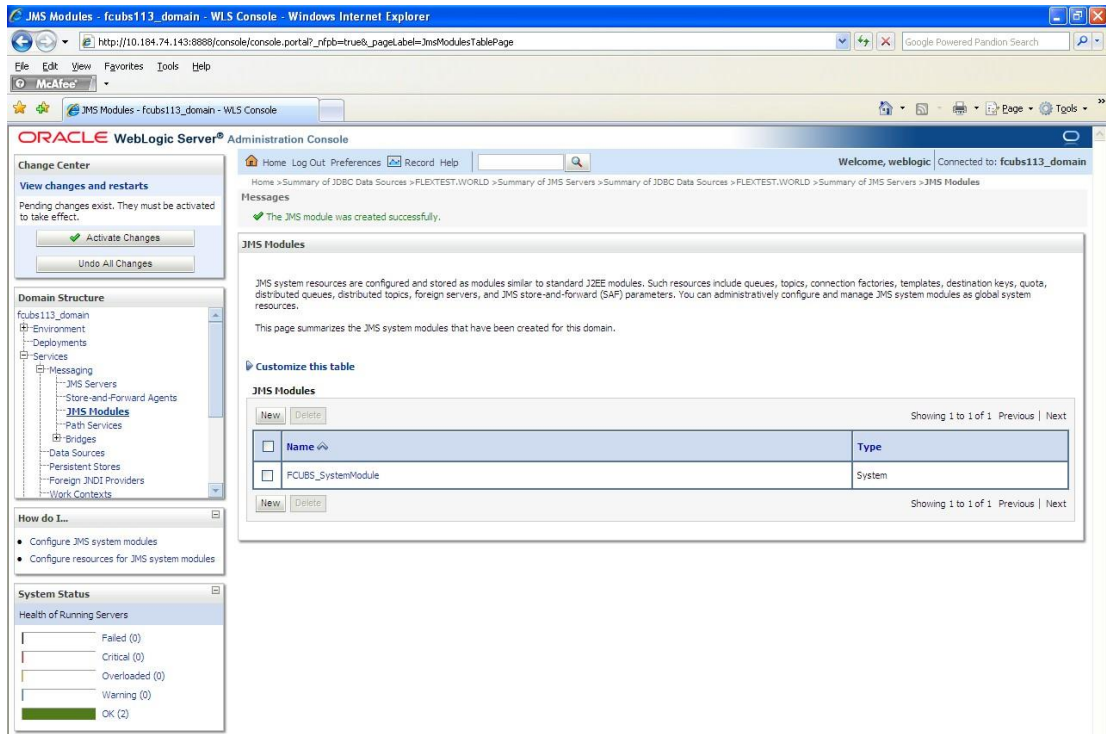 JMS Modules - fcubs113_domain - WLS Console - Windows Internet Explorer
http://10.184.74.143:8888/console/console.portal?_nfpb=true&_pageLabel=JmsModulesTablePage
Google Powered Pandion Search
File Edit View Favorites Tools Help
McAfee
JMS Modules - fcubs113_domain - WLS Console
Page Tools »
ORACLE WebLogic Server® Administration Console
Change Center
View changes and restarts
Pending changes exist. They must be activated
to take effect.
Activate Changes
Undo All Changes
Domain Structure
fcubs113_domain
Environment
Deployments
Services
Messaging
JMS Servers
Store-and-Forward Agents
JMS Modules
Path Services
Bridges
Data Sources
Persistent Stores
Foreign JNDI Providers
Work Contexts
How do I...
Configure JMS system modules
Configure resources for JMS system modules
System Status
Health of Running Servers
Failed (0)
Critical (0)
Overloaded (0)
Warning (0)
OK (2)
Home Log Out Preferences Record Help
Welcome, weblogic Connected to: fcubs113_domain
Home >Summary of JDBC Data Sources >FLEXTEST.WORLD >Summary of JMS Servers >Summary of JDBC Data Sources >FLEXTEST.WORLD >Summary of JMS Servers >JMS Modules
Messages
The JMS module was created successfully.
JMS Modules
JMS system resources are configured and stored as modules similar to standard J2EE modules. Such resources include queues, topics, connection factories, templates, destination keys, quota,
distributed queues, distributed topics, foreign servers, and JMS store-and-forward (SAF) parameters. You can administratively configure and manage JMS system modules as global system
resources.
This page summarizes the JMS system modules that have been created for this domain.
Customize this table
JMS Modules
New Delete Showing 1 to 1 of 1 Previous | Next
Name Type
FCUBS_SystemModule System
New Delete Showing 1 to 1 of 1 Previous | Next